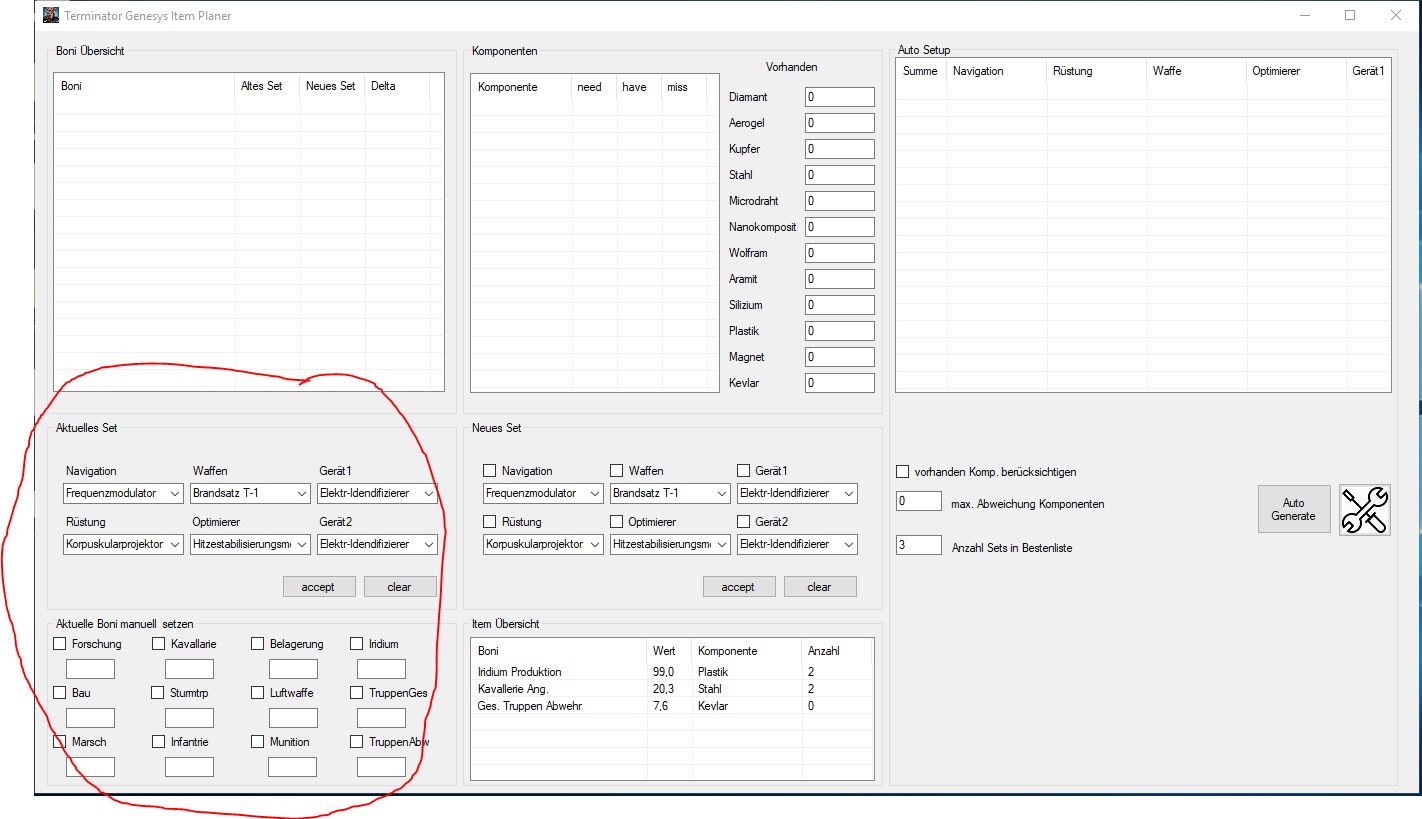 Terminator Genesys Item Planer
Boni Übersicht
Boni Altes Set Neues Set Delta
Komponenten
Komponente need have miss
Vorhanden
Diamant 0
Aerogel 0
Kupfer 0
Stahl 0
Microdraht 0
Nanokomposit 0
Wolfram 0
Aramit 0
Silizium 0
Plastik 0
Magnet 0
Kevlar 0
Auto Setup
Summe Navigation Rüstung Waffe Optimierer Gerät1
Aktuelles Set
Navigation Waffen Gerät1
Frequenzmodulator Brandsatz T-1 Elektr-Idendifizierer
Rüstung Optimierer Gerät2
Korpuskularprojektor Hitzestabilisierungsm Elektr-Idendifizierer
accept clear
Neues Set
Navigation Waffen Gerät1
Frequenzmodulator Brandsatz T-1 Elektr-Idendifizierer
Rüstung Optimierer Gerät2
Korpuskularprojektor Hitzestabilisierungsm Elektr-Idendifizierer
accept clear
vorhanden Komp. berücksichtigen
0 max. Abweichung Komponenten
3 Anzahl Sets in Bestenliste
Auto
Generate
Aktuelle Boni manuell setzen
Forschung Kavallarie Belagerung Iridium
Bau Sturmtrp Luftwaffe TruppenGes
Marsch Infantrie Munition TruppenAbw
Item Übersicht
Boni Wert Komponente Anzahl
Iridium Produktion 99,0 Plastik 2
Kavallerie Ang. 20,3 Stahl 2
Ges. Truppen Abwehr 7,6 Kevlar 0